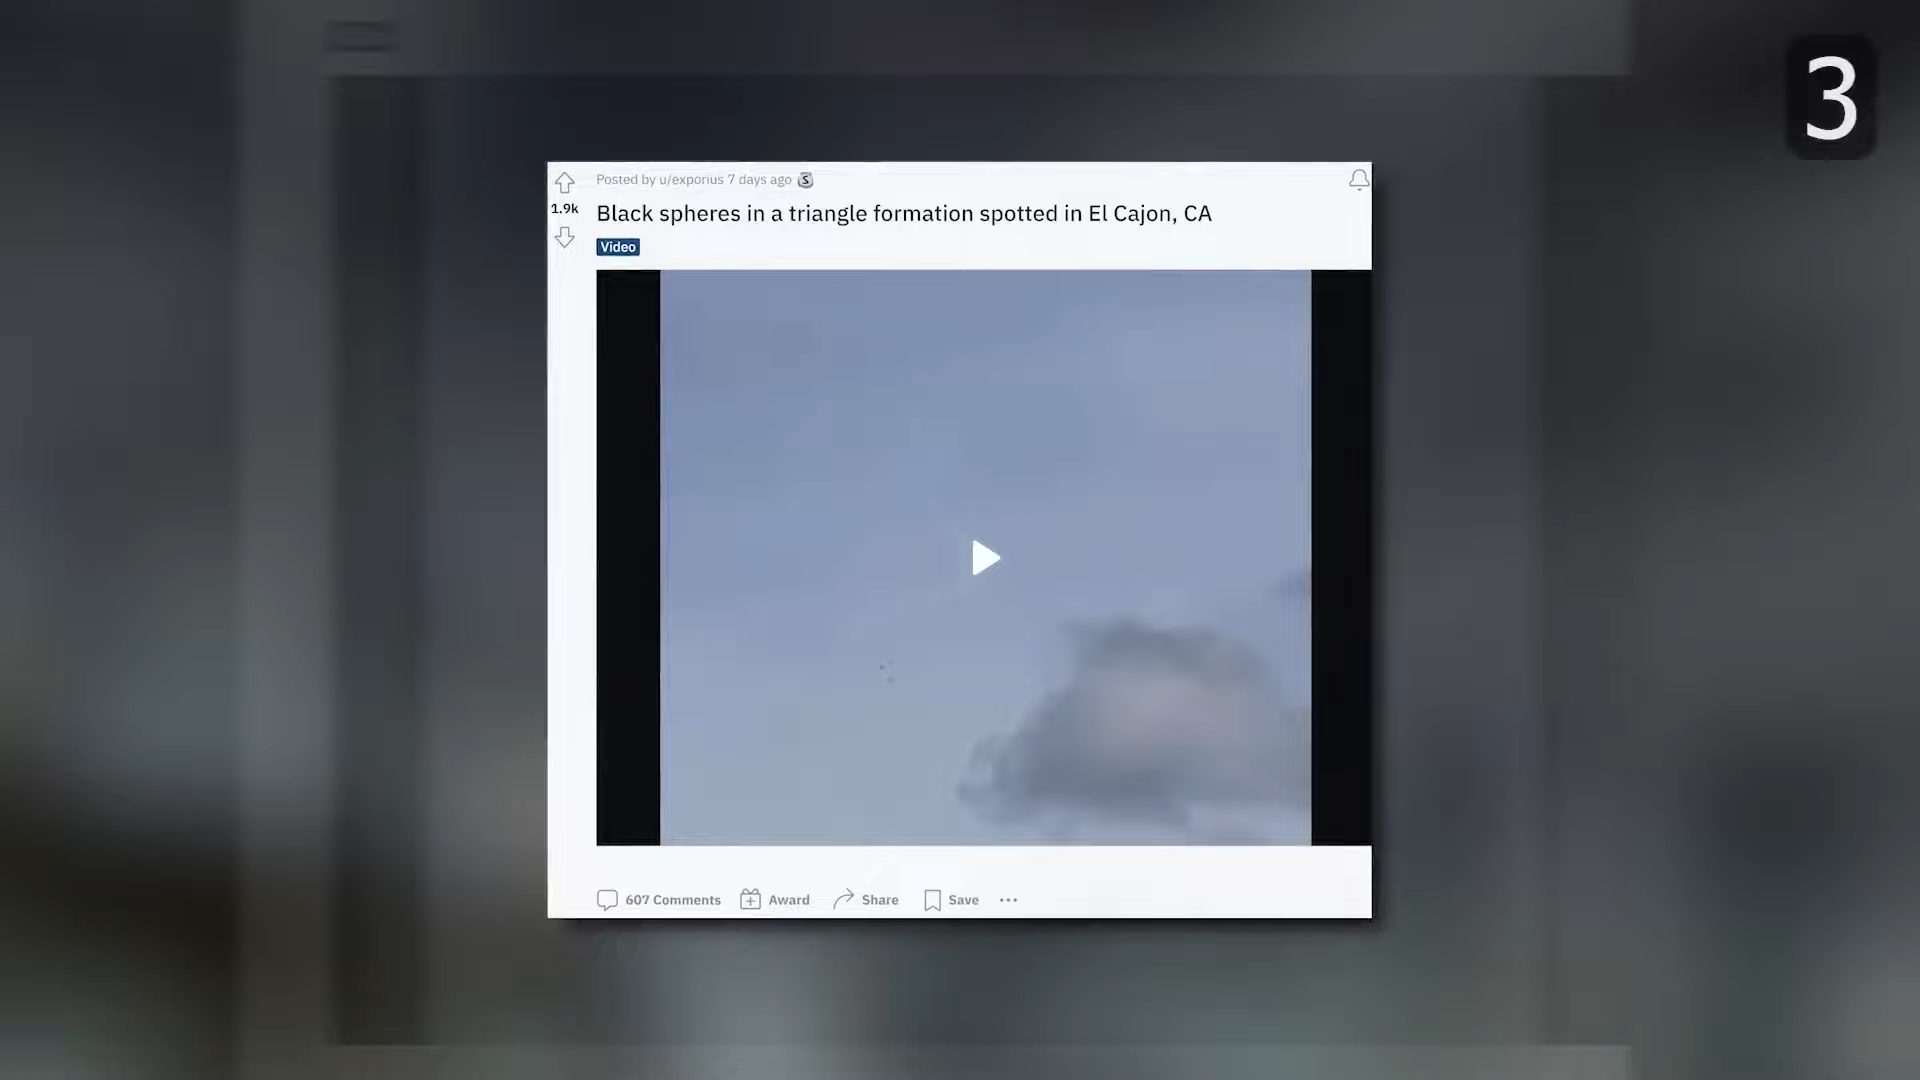 3
Posted by u/exporius 7 days ago
1.9k
Black spheres in a triangle formation spotted in El Cajon, CA
Video
607 Comments Award Share Save